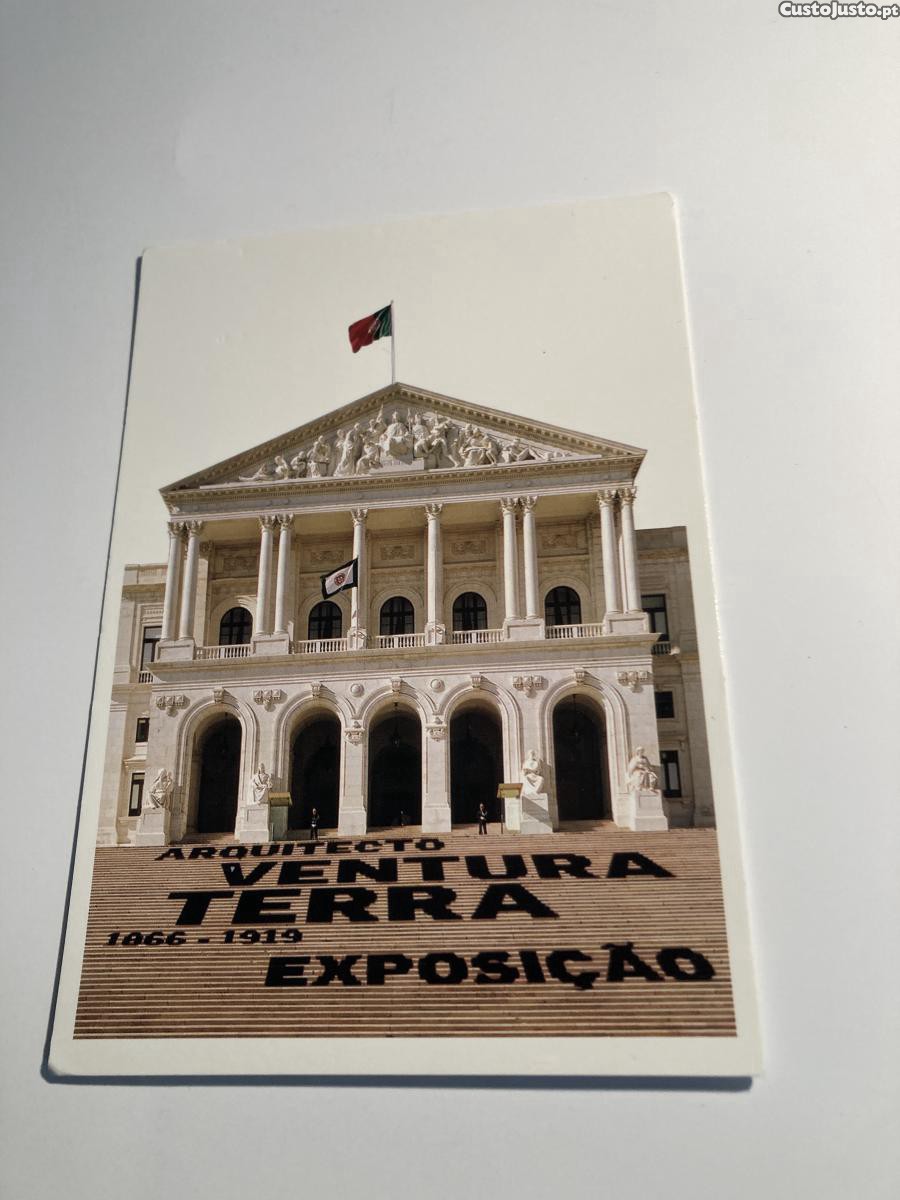 CustoJusto.pt
ARQUITECTO
VENTURA
TERRA
1866 - 1919
EXPOSIÇÃO